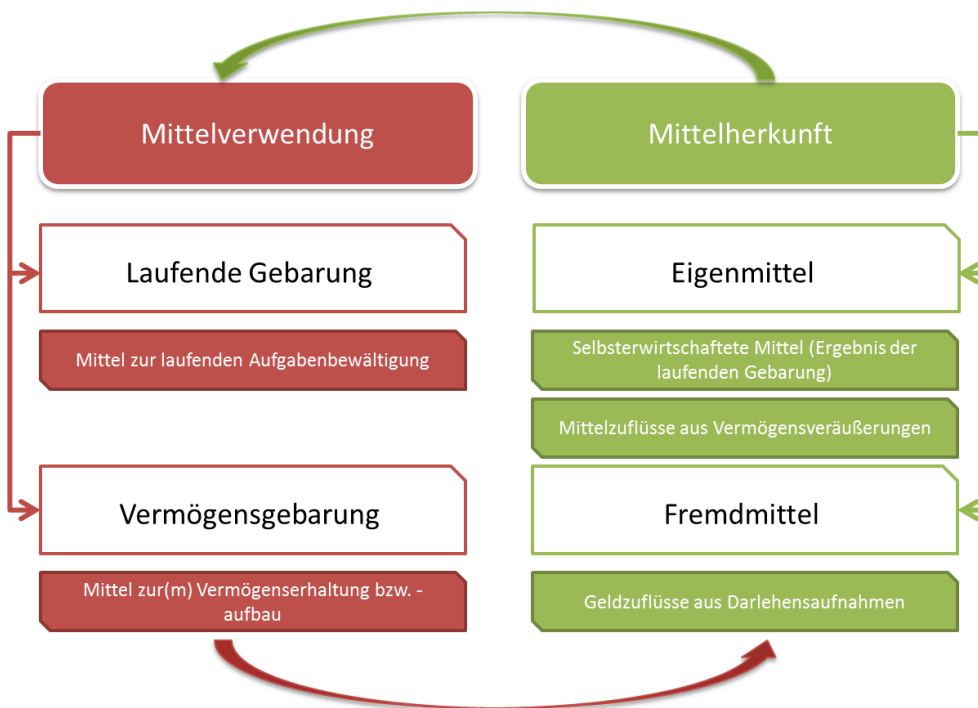 Mittelverwendung
Laufende Gebarung
Mittel zur laufenden Aufgabenbewältigung
Vermögensgebarung
Mittel zur(m) Vermögenserhaltung bzw. -
aufbau
Mittelherkunft
Eigenmittel
Selbsterwirtschaftete Mittel (Ergebnis der
laufenden Gebarung)
Mittelzuflüsse aus Vermögensveräußerungen
Fremdmittel
Geldzuflüsse aus Darlehensaufnahmen